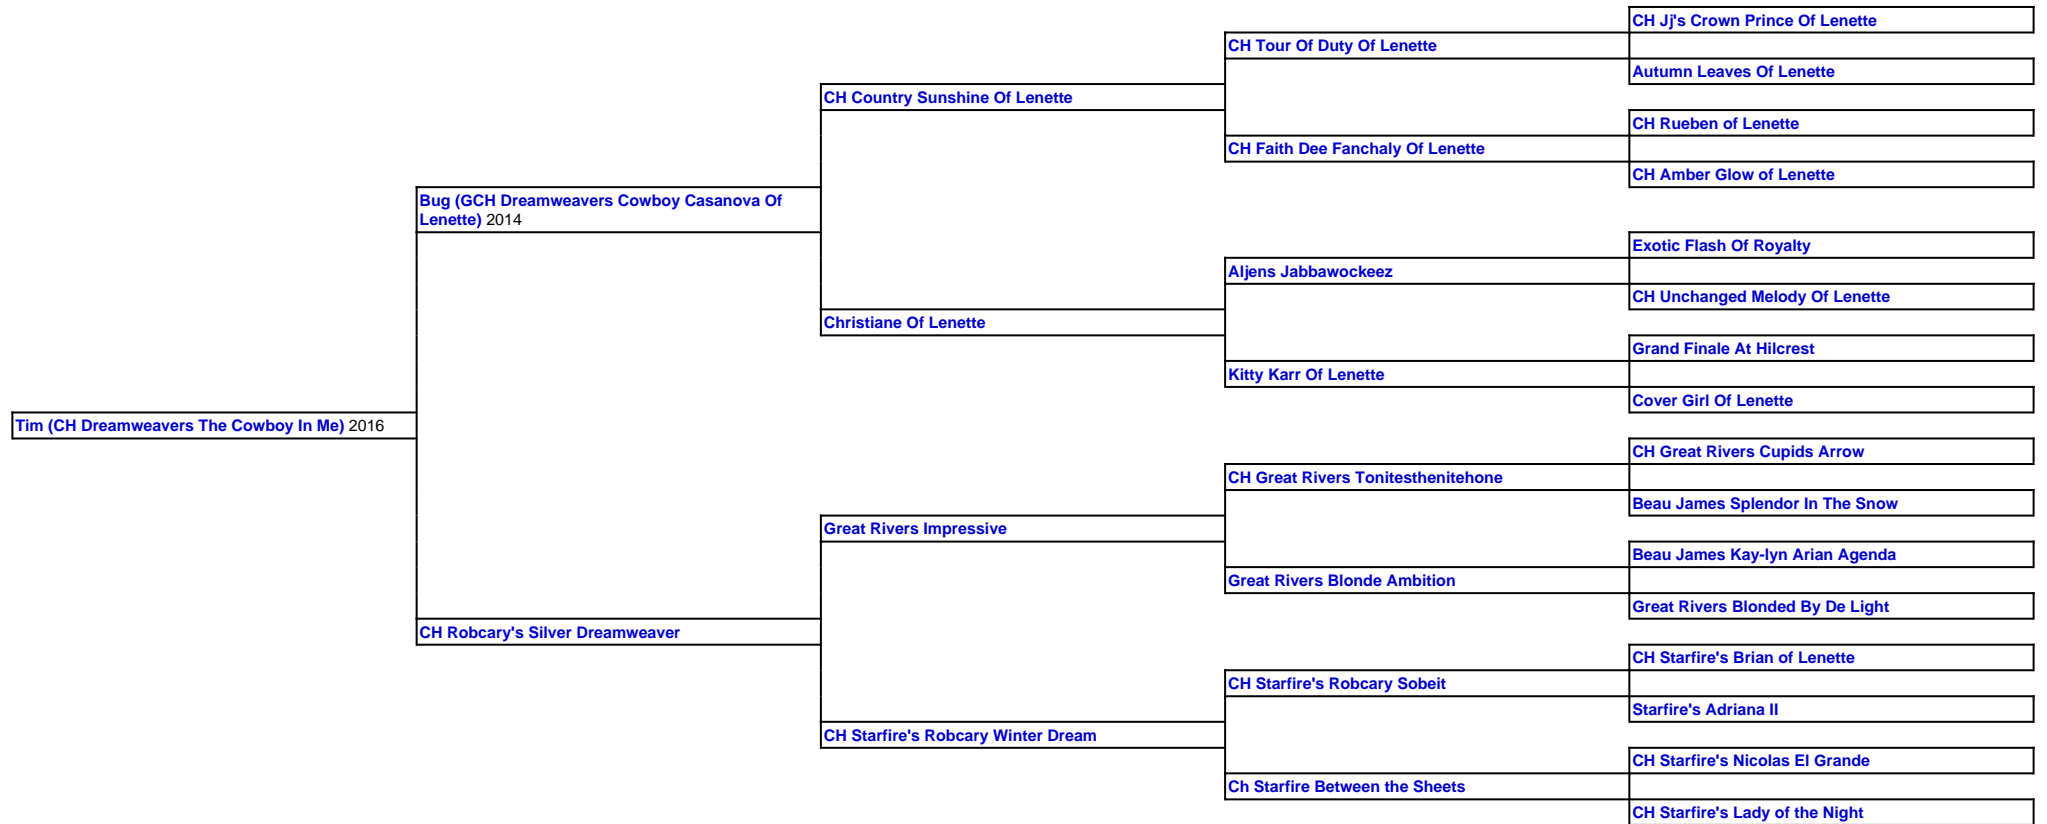 CH Jj's Crown Prince Of Lenette
CH Tour Of Duty Of Lenette
Autumn Leaves Of Lenette
CH Country Sunshine Of Lenette
CH Rueben of Lenette
CH Faith Dee Fanchaly Of Lenette
CH Amber Glow of Lenette
Bug (GCH Dreamweavers Cowboy Casanova Of
Lenette) 2014
Exotic Flash Of Royalty
Aljens Jabbawockeez
CH Unchanged Melody Of Lenette
Christiane Of Lenette
Grand Finale At Hilcrest
Kitty Karr Of Lenette
Cover Girl Of Lenette
Tim (CH Dreamweavers The Cowboy In Me) 2016
CH Great Rivers Cupids Arrow
CH Great Rivers Tonitesthenitehone
Beau James Splendor In The Snow
Great Rivers Impressive
Beau James Kay-lyn Arian Agenda
Great Rivers Blonde Ambition
Great Rivers Blonded By De Light
CH Robcary's Silver Dreamweaver
CH Starfire's Brian of Lenette
CH Starfire's Robcary Sobeit
Starfire's Adriana II
CH Starfire's Robcary Winter Dream
CH Starfire's Nicolas El Grande
Ch Starfire Between the Sheets
CH Starfire's Lady of the Night